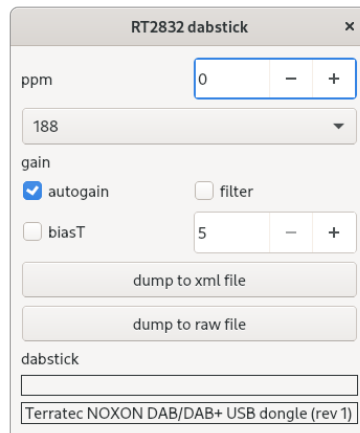 RT2832 dabstick ×
ppm 0 − +
188
gain
autogain filter
biasT 5 − +
dump to xml file
dump to raw file
dabstick
Terratec NOXON DAB/DAB+ USB dongle (rev 1)